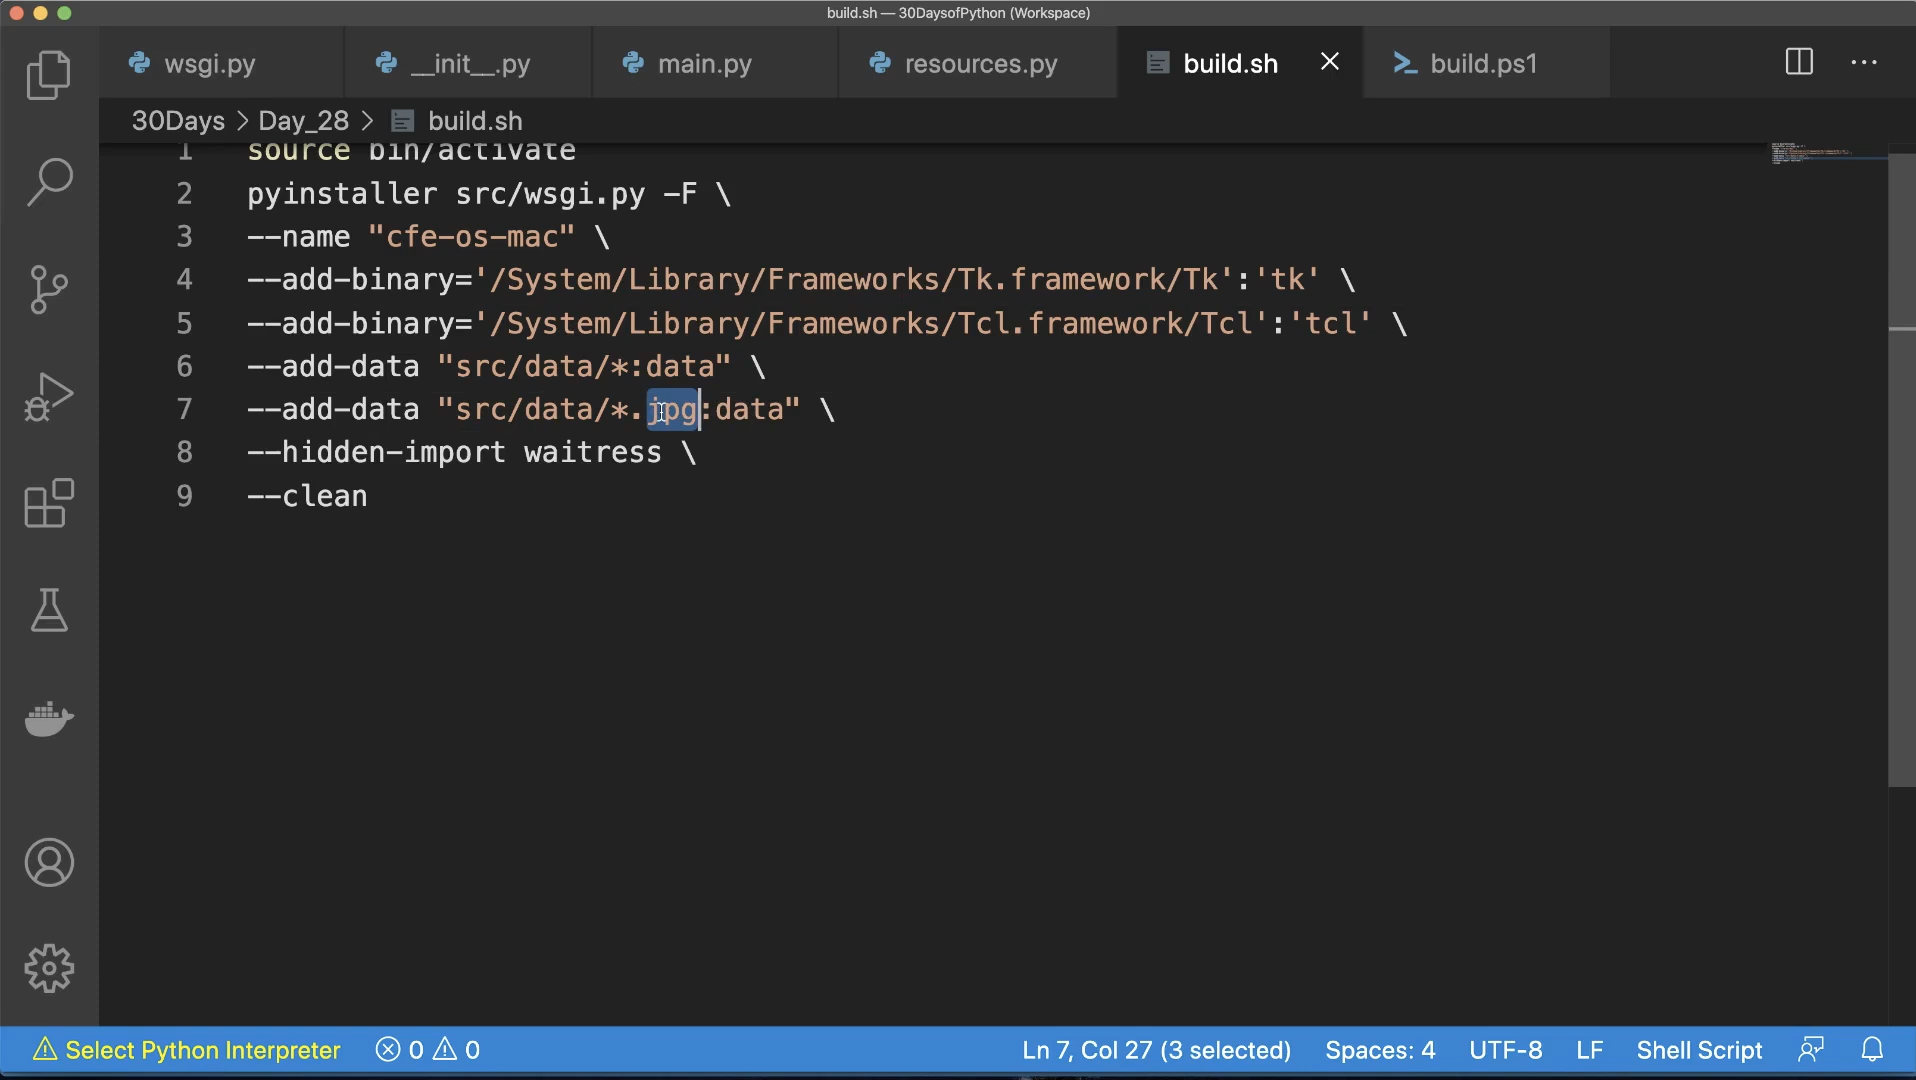 build.sh — 30DaysofPython (Workspace)
wsgi.py __init__.py main.py resources.py build.sh build.ps1
30Days > Day_28 > build.sh
1 source bin/activate
2 pyinstaller src/wsgi.py -F \
3 --name "cfe-os-mac" \
4 --add-binary='/System/Library/Frameworks/Tk.framework/Tk':'tk' \
5 --add-binary='/System/Library/Frameworks/Tcl.framework/Tcl':'tcl' \
6 --add-data "src/data/*:data" \
7 --add-data "src/data/*.jpg:data" \
8 --hidden-import waitress \
9 --clean
Select Python Interpreter 0 0 Ln 7, Col 27 (3 selected) Spaces: 4 UTF-8 LF Shell Script